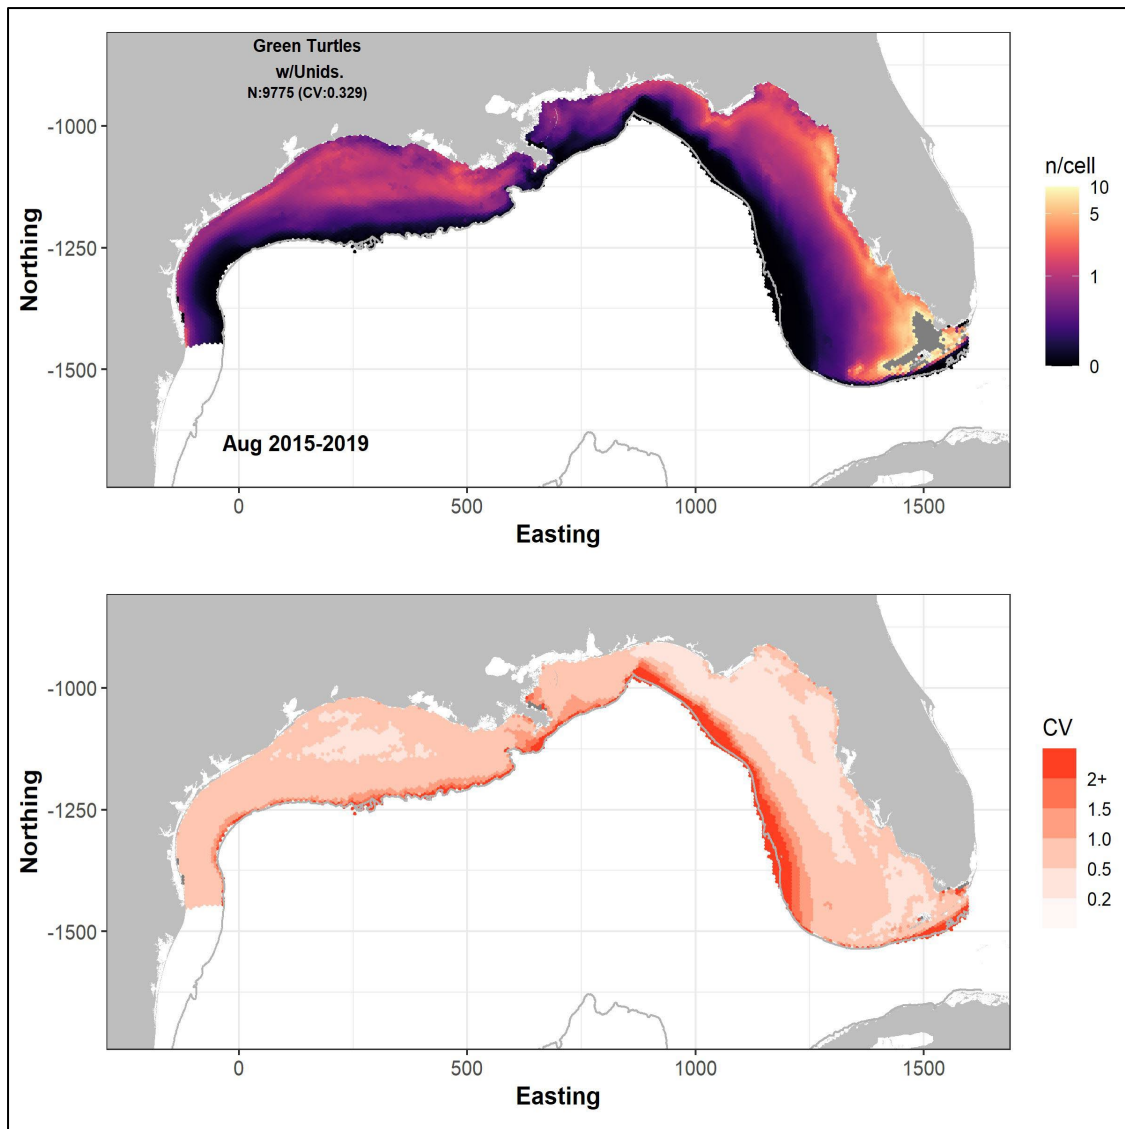 Green Turtles
w/Unids.
N:9775 (CV:0.329)
-1000
-1250
-1500
Northing
Aug 2015-2019
0
500
1000
1500
Easting
n/cell
10
5
1
0
-1000
-1250
-1500
Northing
0
500
1000
1500
Easting
CV
2+
1.5
1.0
0.5
0.2